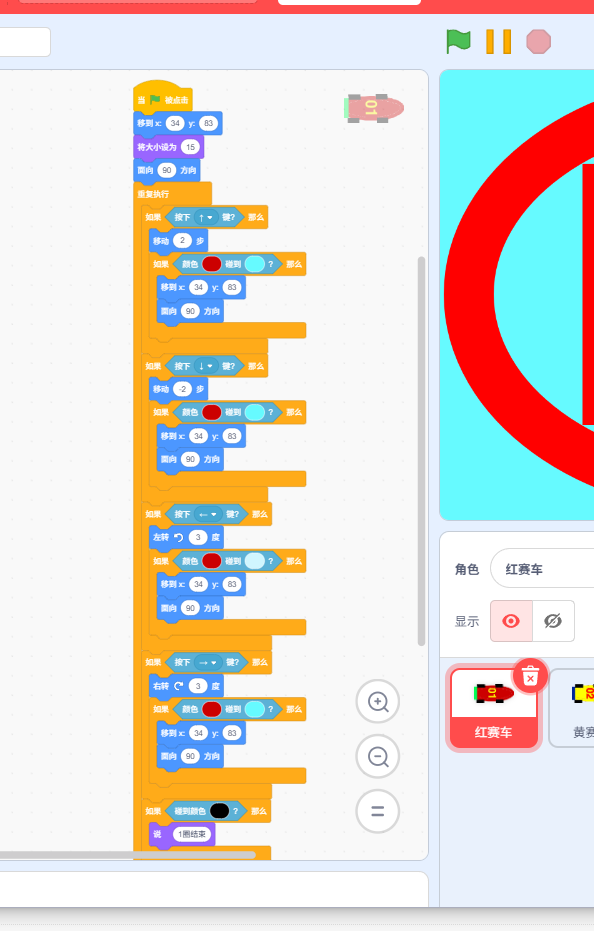 当 被点击
移到 x: 34 y: 83
将大小设为 15
面向 90 方向
重复执行
如果 按下 ↑ 键? 那么
移动 2 步
如果 颜色 碰到 ? 那么
移到 x: 34 y: 83
面向 90 方向
如果 按下 ↓ 键? 那么
移动 -2 步
如果 颜色 碰到 ? 那么
移到 x: 34 y: 83
面向 90 方向
如果 按下 ← 键? 那么
左转 3 度
如果 颜色 碰到 ? 那么
移到 x: 34 y: 83
面向 90 方向
如果 按下 → 键? 那么
右转 3 度
如果 颜色 碰到 ? 那么
移到 x: 34 y: 83
面向 90 方向
如果 碰到颜色 ? 那么
说 1圈结束
01
角色 红赛车
显示
01
红赛车
02
黄赛